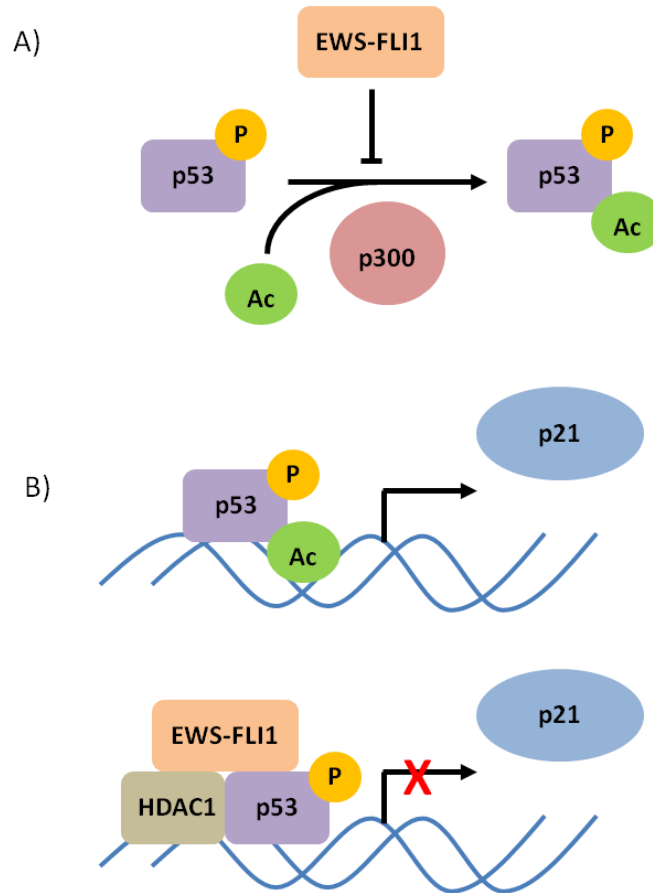 A)
EWS-FLI1
P
p53
P
p53
Ac
p300
Ac
p21
B)
P
p53
Ac
p21
EWS-FLI1
P
HDAC1
p53
X